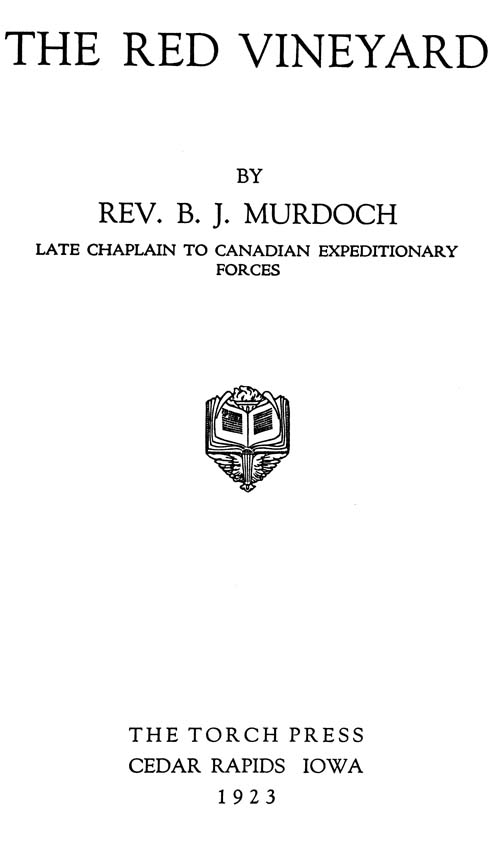 THE RED VINEYARD
BY
REV. B. J. MURDOCH
LATE CHAPLAIN TO CANADIAN EXPEDITIONARY
FORCES
THE TORCH PRESS
CEDAR RAPIDS IOWA
1923